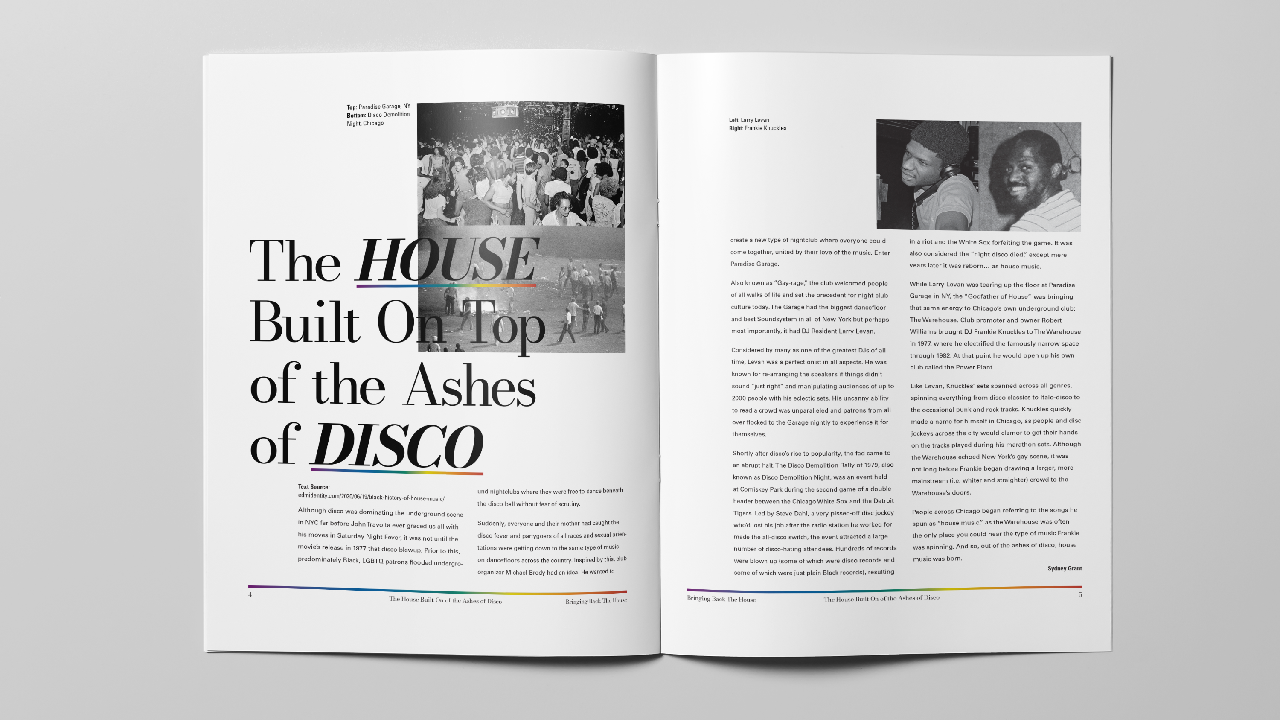 Top: Paradise Garage, NY
Bottom: Disco Demolition
Night, Chicago
The HOUSE
Built On Top
of the Ashes
of DISCO
Text Source
edmidentity.com/2020/06/19/black-history-of-house-music/
Although disco was dominating the underground scene
in NYC far before John Travolta ever graced us all with
his moves in Saturday Night Fever, it was not until the
movie's release in 1977 that disco blew up. Prior to this,
predominately Black, LGBTQ patrons flooded undergro-
und nightclubs where they were free to dance beneath
the disco ball without fear of scrutiny.
Suddenly, everyone and their mother had caught the
disco fever and partygoers of all races and sexual orien-
tations were getting down to the same type of music
on dancefloors across the country. Inspired by this, club
organizer Michael Brody had an idea. He wanted to
4
The House Built On of the Ashes of Disco
Bringing Back The House
Left: Larry Levan
Right: Frankie Knuckles
create a new type of nightclub where everyone could
come together, united by their love of the music. Enter
Paradise Garage.
Also known as "Gay-rage," the club welcomed people
of all walks of life and set the precedent for night club
culture today. The Garage had the biggest dancefloor
and best Soundsystem in all of New York but perhaps
most importantly, it had DJ Resident Larry Levan.
Considered by many as one of the greatest DJs of all-
time, Levan was a perfectionist in all aspects. He was
known for re-arranging the speakers if things didn't
sound "just right" and manipulating audiences of up to
2000 people with his eclectic sets. His uncanny ability
to read a crowd was unparalleled and patrons from all
over flocked to the Garage nightly to experience it for
themselves.
Shortly after disco's rise to popularity, the fad came to
an abrupt halt. The Disco Demolition Rally of 1979, also
known as Disco Demolition Night, was an event held
at Comiskey Park during the second game of a double
header between the Chicago White Sox and the Detroit
Tigers. Led by Steve Dahl, a very pissed-off disc jockey
who'd lost his job after the radio station he worked for
made the all-disco switch, the event attracted a large
number of disco-hating attendees. Hundreds of records
were blown up (some of which were disco records and
some of which were just plain Black records), resulting
in a riot and the White Sox forfeiting the game. It was
also considered the "night disco died," except mere
years later it was reborn... as house music.
While Larry Levan was tearing up the floor at Paradise
Garage in NY, the "Godfather of House" was bringing
that same energy to Chicago's own underground club:
The Warehouse. Club promoter and owner Robert
Williams brought DJ Frankie Knuckles to The Warehouse
in 1977 where he electrified the famously narrow space
through 1982. At that point he would open up his own
club called the Power Plant.
Like Levan, Knuckles' sets spanned across all genres,
spinning everything from disco classics to Italo-disco to
the occasional punk and rock tracks. Knuckles quickly
made a name for himself in Chicago, as people and disc
jockeys across the city would clamor to get their hands
on the tracks played during his marathon sets. Although
the Warehouse echoed New York's gay scene, it was
not long before Frankie began drawing a larger, more
mainstream (i.e. whiter and straighter) crowd to the
Warehouse's doors.
People across Chicago began referring to the songs he
spun as "house music" as the Warehouse was often
the only place you could hear the type of music Frankie
was spinning. And so, out of the ashes of disco, house
music was born.
Sydney Grant
Bringing Back The House
The House Built On of the Ashes of Disco
5